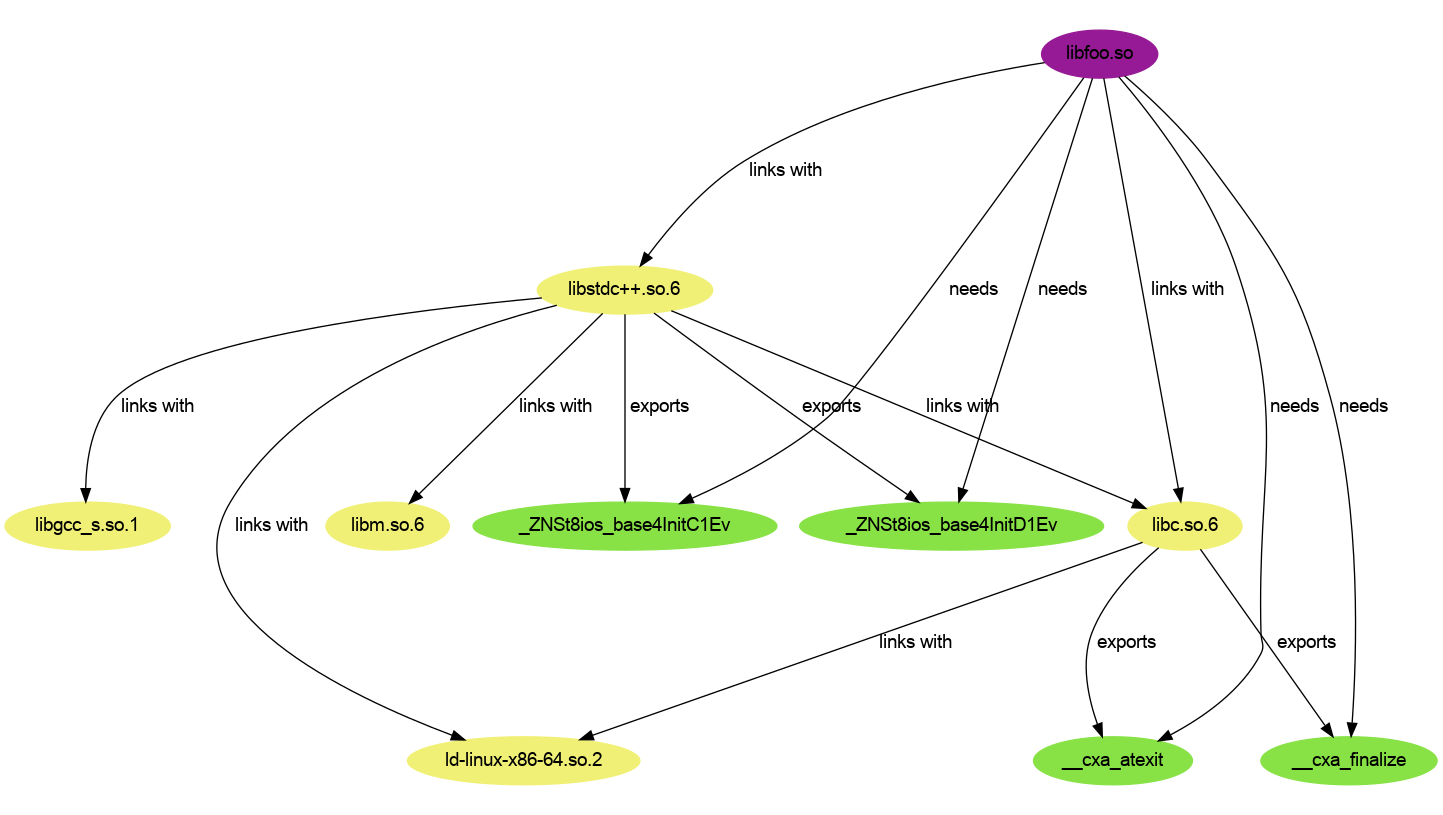 libfoo.so
links with
libstdc++.so.6
needs
needs
links with
links with
links with
exports
exports
links with
needs
needs
libgcc_s.so.1
links with
libm.so.6
_ZNSt8ios_base4InitC1Ev
_ZNSt8ios_base4InitD1Ev
libc.so.6
links with
exports
exports
ld-linux-x86-64.so.2
__cxa_atexit
__cxa_finalize